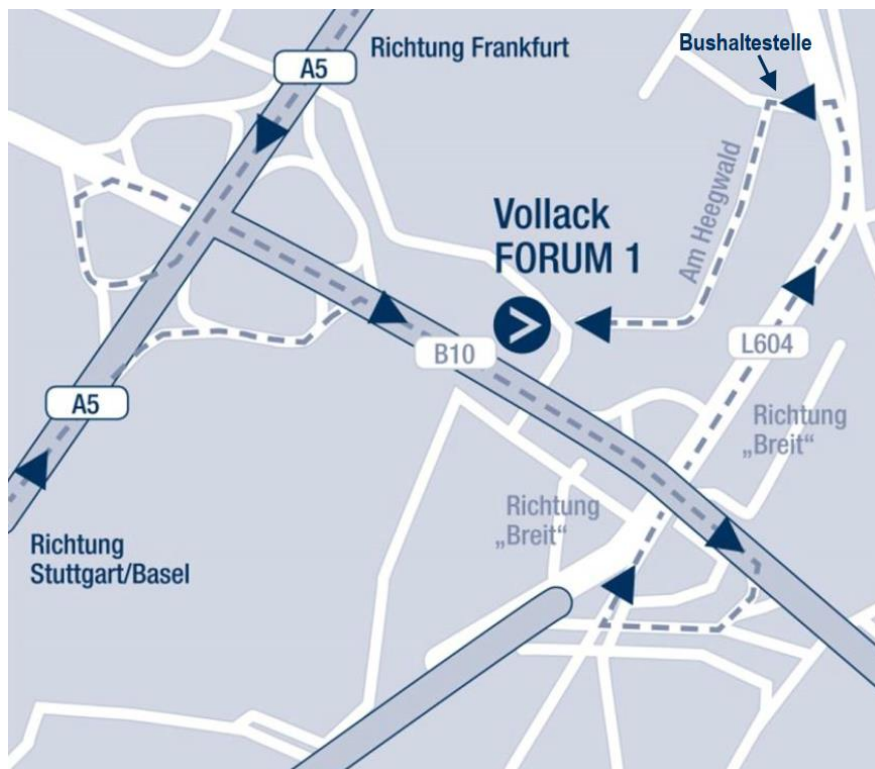 Richtung Frankfurt
Bushaltestelle
A5
Am Heegwald
Vollack
FORUM 1
B10
L604
A5
Richtung
„Breit“
Richtung
„Breit“
Richtung
Stuttgart/Basel